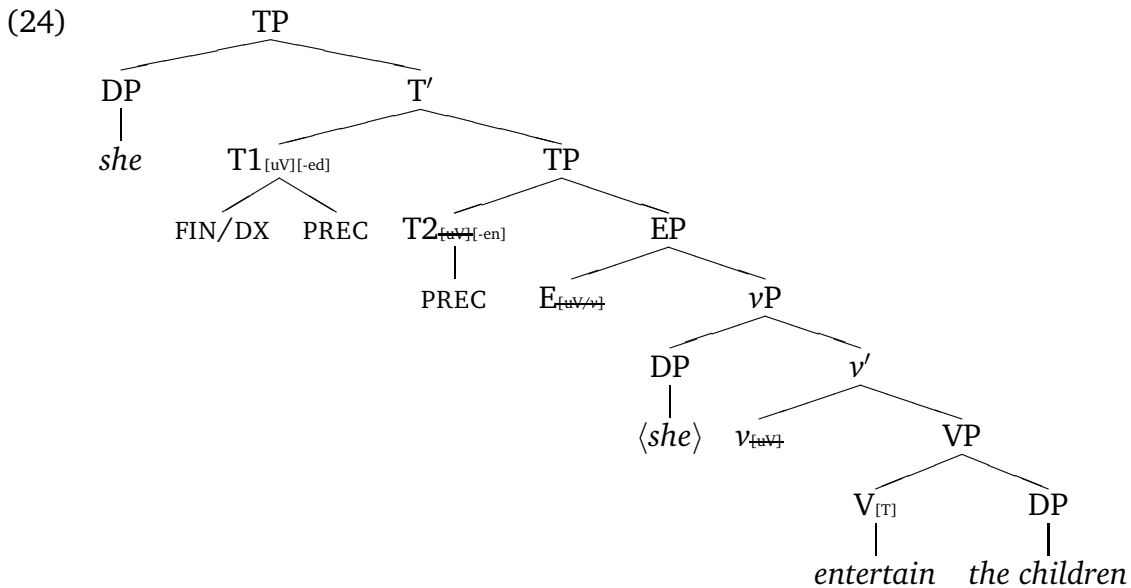 (24) TP
DP T′
she T1[uV][-ed] TP
FIN/DX PREC T2[uV][-en] EP
PREC E[uV/v] vP
DP v′
⟨she⟩ v[uV] VP
V[T] DP
entertain the children